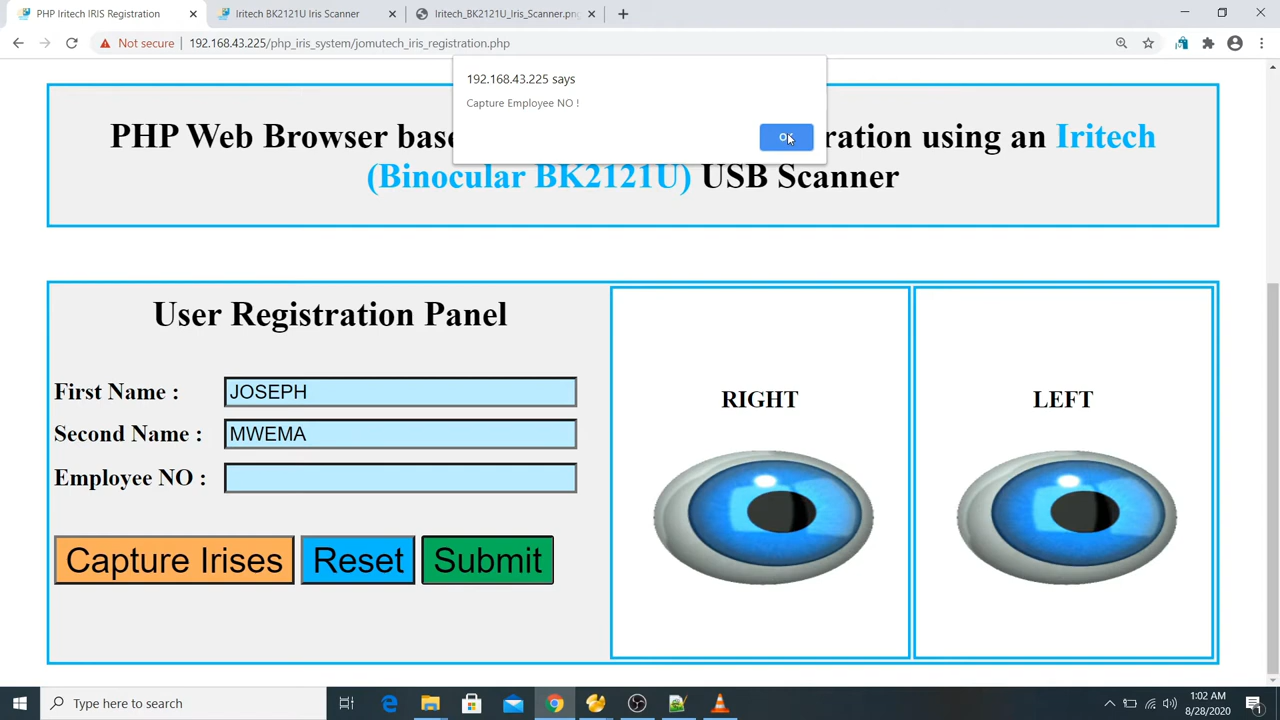 PHP Iritech IRIS Registration
Iritech BK2121U Iris Scanner
Iritech_BK2121U_Iris_Scanner.png
Not secure
192.168.43.225/php_iris_system/jomutech_iris_registration.php
192.168.43.225 says
Capture Employee NO !
PHP Web Browser base
ration using an Iritech
(Binocular BK2121U) USB Scanner
User Registration Panel
First Name : JOSEPH
Second Name : MWEMA
Employee NO :
Capture Irises Reset Submit
RIGHT
LEFT
Type here to search
1:02 AM
8/28/2020
1